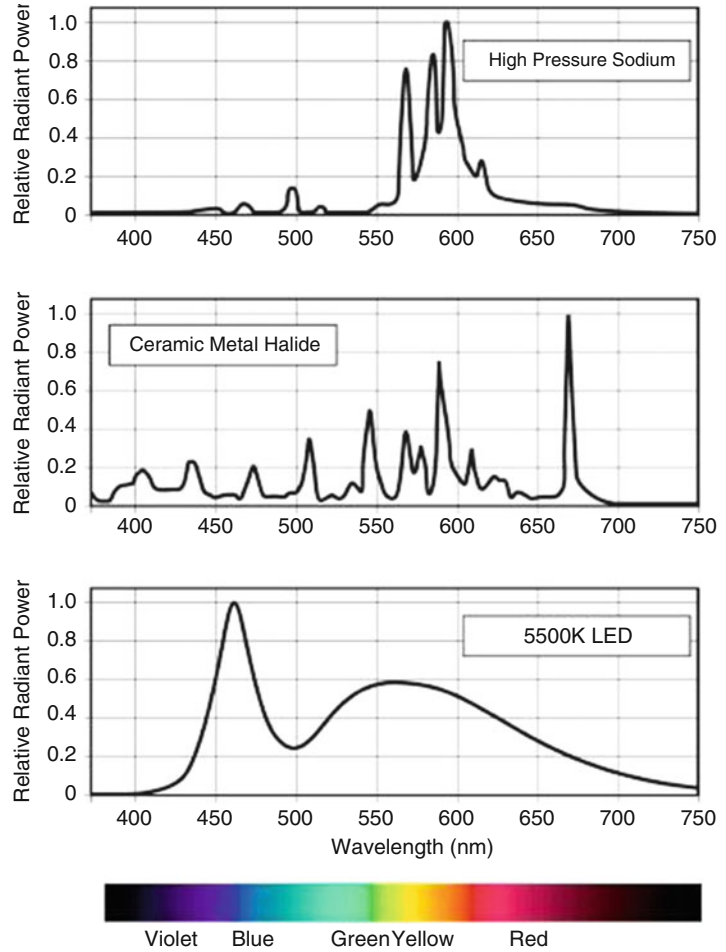 Relative Radiant Power
1.0
0.8
0.6
0.4
0.2
0
High Pressure Sodium
400 450 500 550 600 650 700 750
Relative Radiant Power
1.0
0.8
0.6
0.4
0.2
0
Ceramic Metal Halide
400 450 500 550 600 650 700 750
Relative Radiant Power
1.0
0.8
0.6
0.4
0.2
0
5500K LED
400 450 500 550 600 650 700 750
Wavelength (nm)
Violet Blue GreenYellow Red